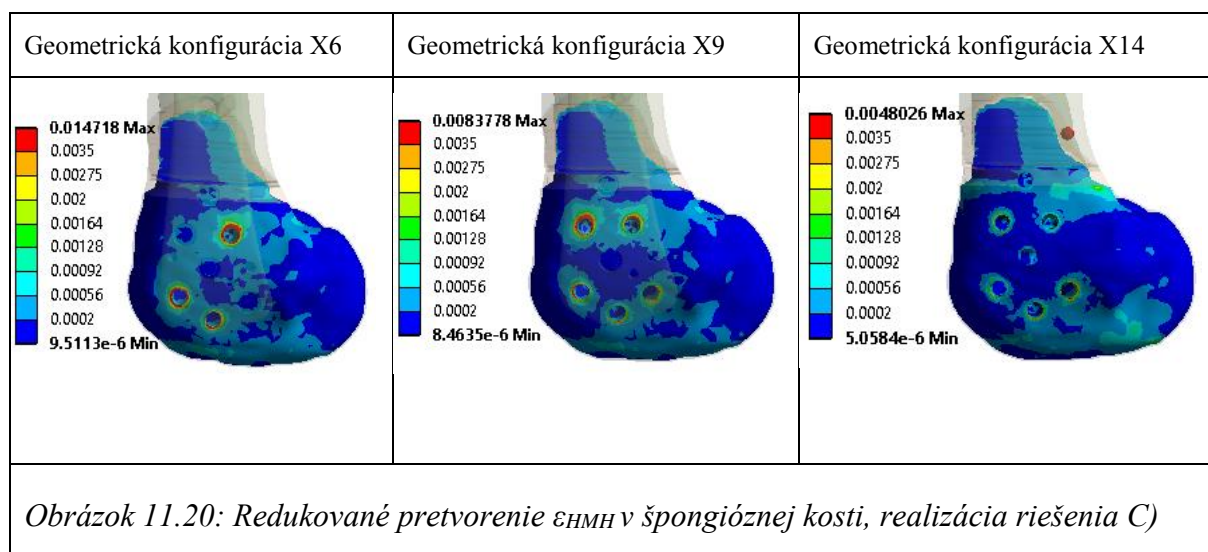 Geometrická konfigurácia X6
Geometrická konfigurácia X9
Geometrická konfigurácia X14
0.014718 Max
0.0035
0.00275
0.002
0.00164
0.00128
0.00092
0.00056
0.0002
9.5113e-6 Min
0.0083778 Max
0.0035
0.00275
0.002
0.00164
0.00128
0.00092
0.00056
0.0002
8.4635e-6 Min
0.0048026 Max
0.0035
0.00275
0.002
0.00164
0.00128
0.00092
0.00056
0.0002
5.0584e-6 Min
Obrázok 11.20: Redukované pretvorenie εHMH v špongióznej kosti, realizácia riešenia C)